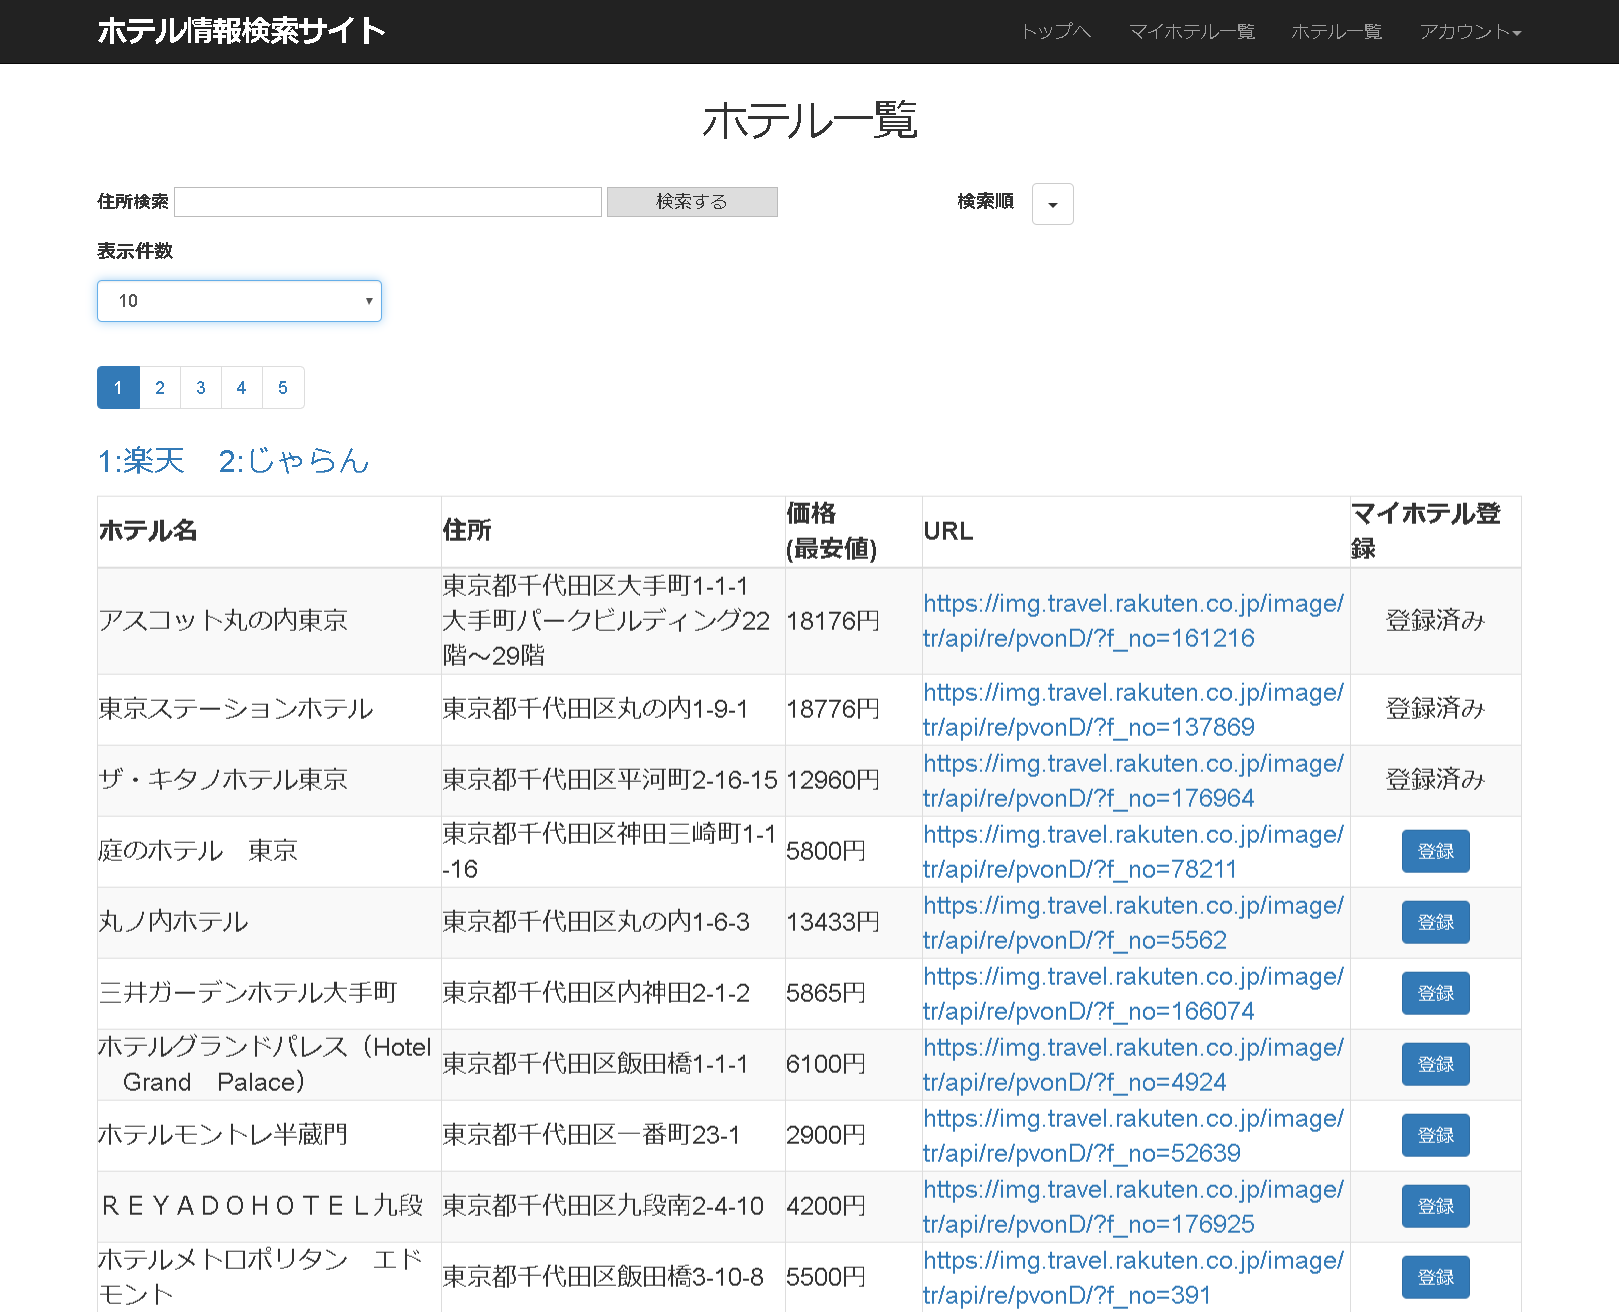 ホテル情報検索サイト
トップへ マイホテル一覧 ホテル一覧 アカウント
ホテル一覧
住所検索 検索する 検索順
表示件数
10
1 2 3 4 5
1:楽天　2:じゃらん
ホテル名 住所 価格
(最安値) URL マイホテル登
録
アスコット丸の内東京 東京都千代田区大手町1-1-1
大手町パークビルディング22
階～29階 18176円 https://img.travel.rakuten.co.jp/image/
tr/api/re/pvonD/?f_no=161216 登録済み
東京ステーションホテル 東京都千代田区丸の内1-9-1 18776円 https://img.travel.rakuten.co.jp/image/
tr/api/re/pvonD/?f_no=137869 登録済み
ザ・キタノホテル東京 東京都千代田区平河町2-16-15 12960円 https://img.travel.rakuten.co.jp/image/
tr/api/re/pvonD/?f_no=176964 登録済み
庭のホテル　東京 東京都千代田区神田三崎町1-1
-16 5800円 https://img.travel.rakuten.co.jp/image/
tr/api/re/pvonD/?f_no=78211 登録
丸ノ内ホテル 東京都千代田区丸の内1-6-3 13433円 https://img.travel.rakuten.co.jp/image/
tr/api/re/pvonD/?f_no=5562 登録
三井ガーデンホテル大手町 東京都千代田区内神田2-1-2 5865円 https://img.travel.rakuten.co.jp/image/
tr/api/re/pvonD/?f_no=166074 登録
ホテルグランドパレス（Hotel
　Grand　Palace） 東京都千代田区飯田橋1-1-1 6100円 https://img.travel.rakuten.co.jp/image/
tr/api/re/pvonD/?f_no=4924 登録
ホテルモントレ半蔵門 東京都千代田区一番町23-1 2900円 https://img.travel.rakuten.co.jp/image/
tr/api/re/pvonD/?f_no=52639 登録
ＲＥＹＡＤＯＨＯＴＥＬ九段 東京都千代田区九段南2-4-10 4200円 https://img.travel.rakuten.co.jp/image/
tr/api/re/pvonD/?f_no=176925 登録
ホテルメトロポリタン　エド
モント 東京都千代田区飯田橋3-10-8 5500円 https://img.travel.rakuten.co.jp/image/
tr/api/re/pvonD/?f_no=391 登録